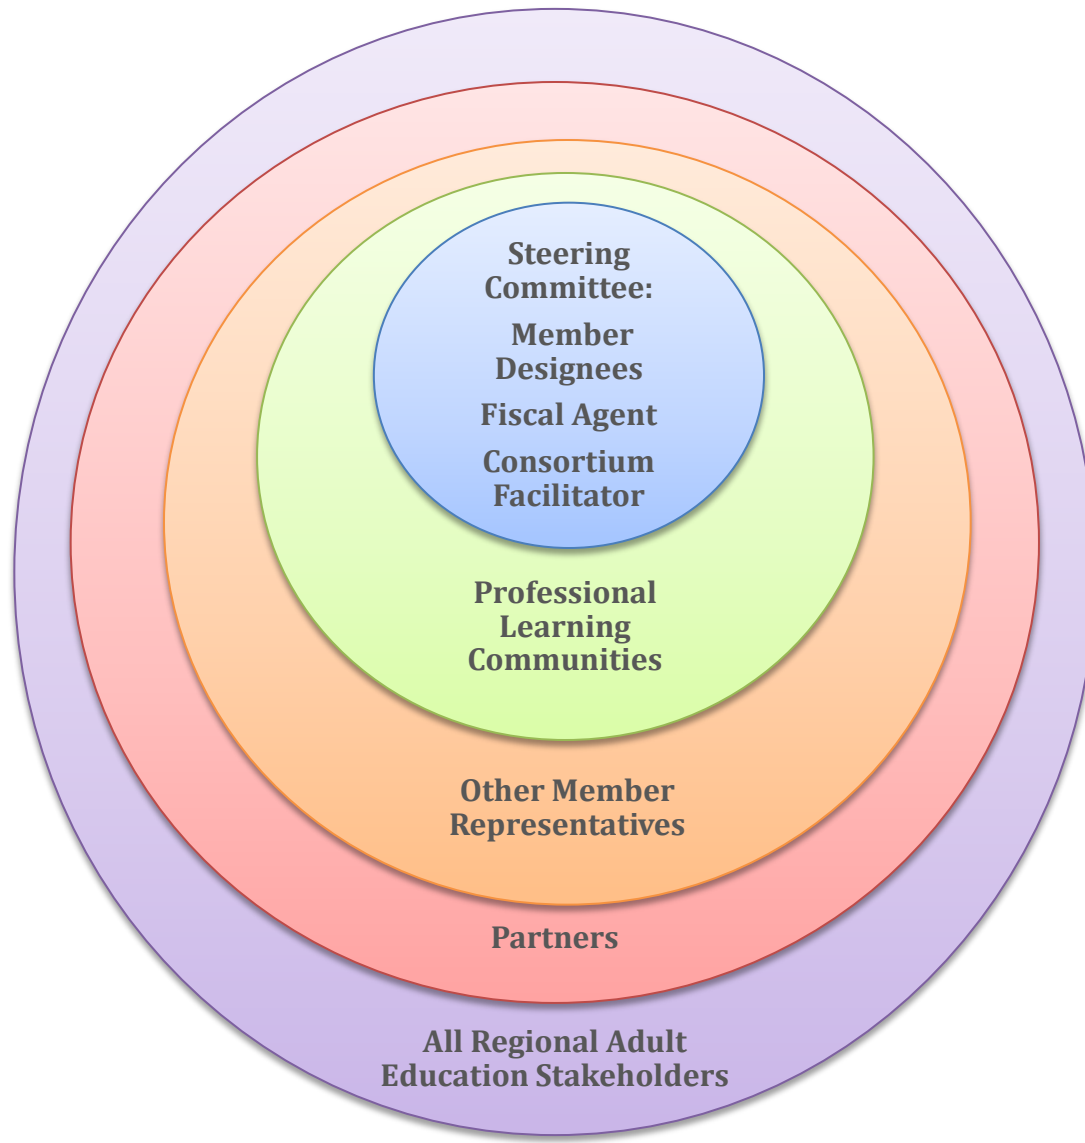 Steering
Committee:
Member
Designees
Fiscal Agent
Consortium
Facilitator
Professional
Learning
Communities
Other Member
Representatives
Partners
All Regional Adult
Education Stakeholders